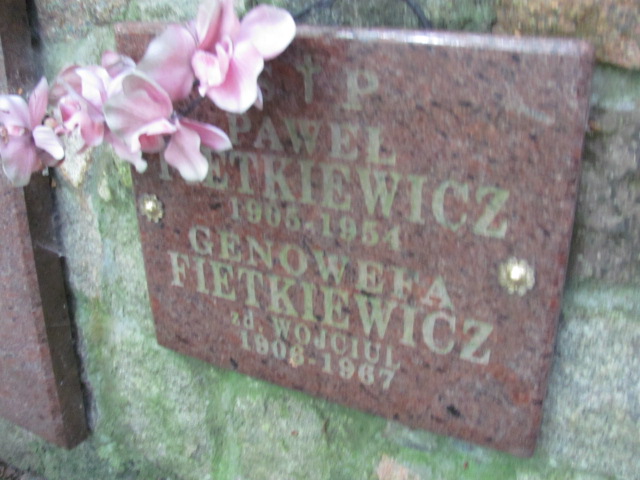 † P
PAWEŁ
FIETKIEWICZ
1905-1954
GENOWEFA
FIETKIEWICZ
zd. WOJCIUL
1908-1967